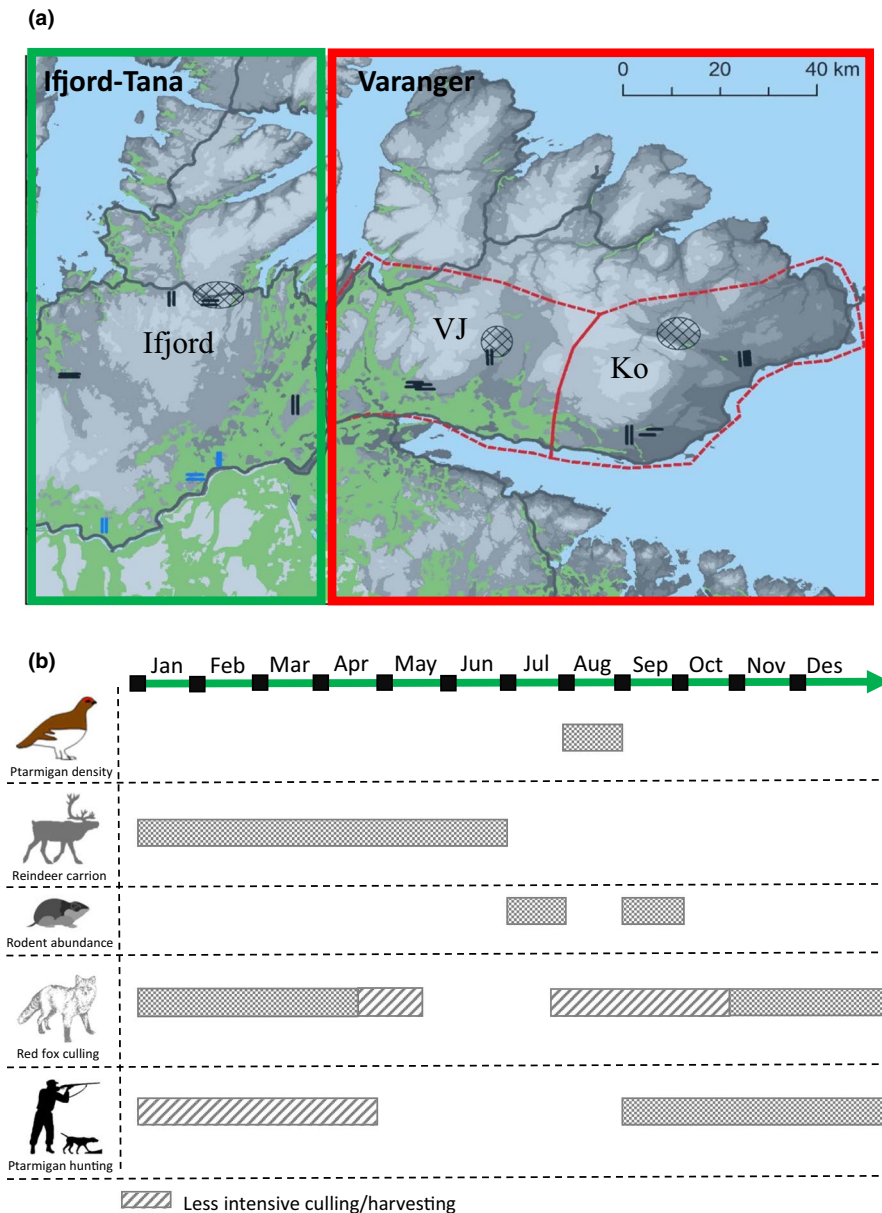 (a)
Ifjord-Tana
Varanger
0 20 40 km
Ifjord
VJ
Ko
(b)
Jan Feb Mar Apr May Jun Jul Aug Sep Oct Nov Des
Ptarmigan density
Reindeer carrion
Rodent abundance
Red fox culling
Ptarmigan hunting
Less intensive culling/harvesting